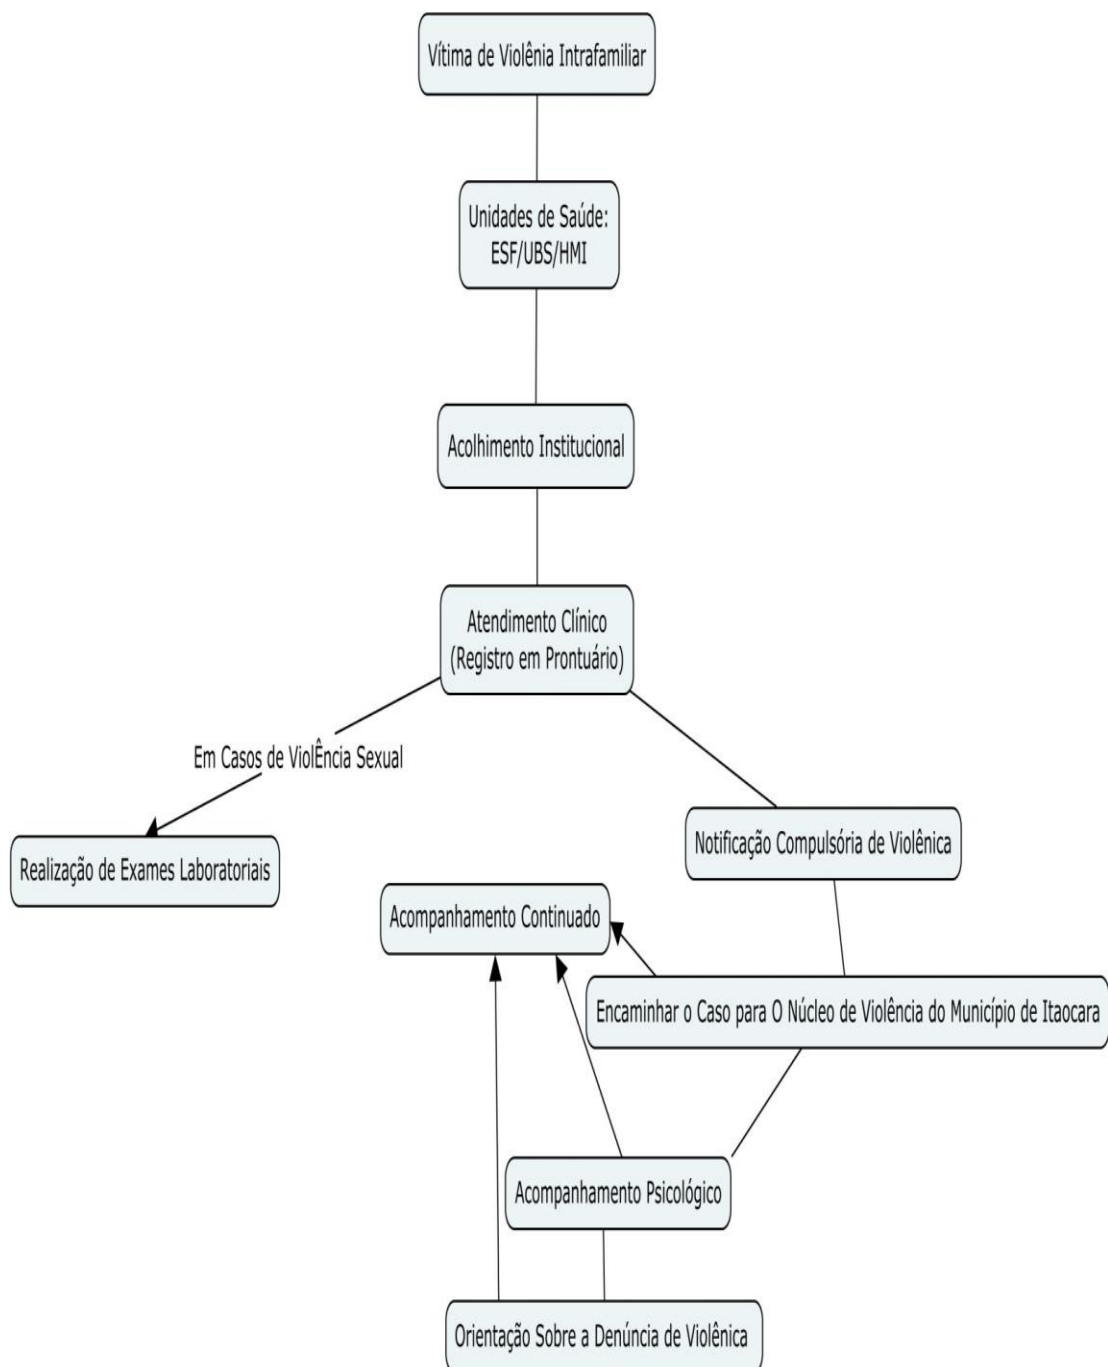 Vítima de Violênia Intrafamiliar
Unidades de Saúde:
ESF/UBS/HMI
Acolhimento Institucional
Atendimento Clínico
(Registro em Prontuário)
Em Casos de ViolÊncia Sexual
Realização de Exames Laboratoriais
Notificação Compulsória de Violênica
Acompanhamento Continuado
Encaminhar o Caso para O Núcleo de Violência do Município de Itaocara
Acompanhamento Psicológico
Orientação Sobre a Denúncia de Violênica